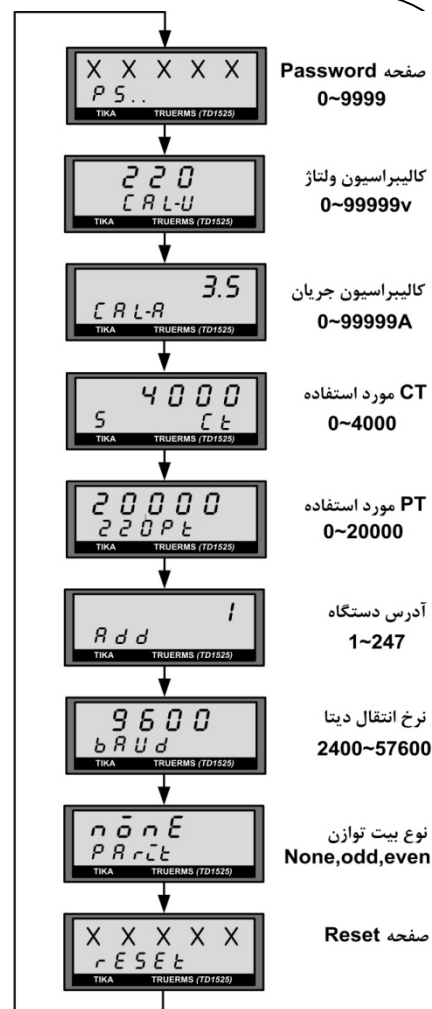 X X X X X
PS..
TIKA TRUERMS (TD1525)
صفحه Password
0~9999
220
CAL-U
TIKA TRUERMS (TD1525)
کالیبراسیون ولتاژ
0~99999v
3.5
CAL-A
TIKA TRUERMS (TD1525)
کالیبراسیون جریان
0~99999A
4000
5 Ct
TIKA TRUERMS (TD1525)
CT مورد استفاده
0~4000
20000
220Pt
TIKA TRUERMS (TD1525)
PT مورد استفاده
0~20000
1
Add
TIKA TRUERMS (TD1525)
آدرس دستگاه
1~247
9600
bAUd
TIKA TRUERMS (TD1525)
نرخ انتقال دیتا
2400~57600
nonE
PArit
TIKA TRUERMS (TD1525)
نوع بیت توازن
None,odd,even
X X X X X
rESEt
TIKA TRUERMS (TD1525)
صفحه Reset